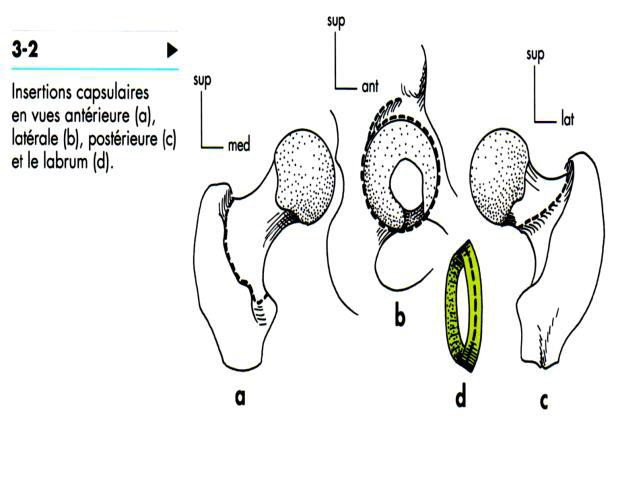 3-2
Insertions capsulaires
en vues antérieure (a),
latérale (b), postérieure (c)
et le labrum (d).
sup
med
sup
ant
sup
lat
a
b
d
c